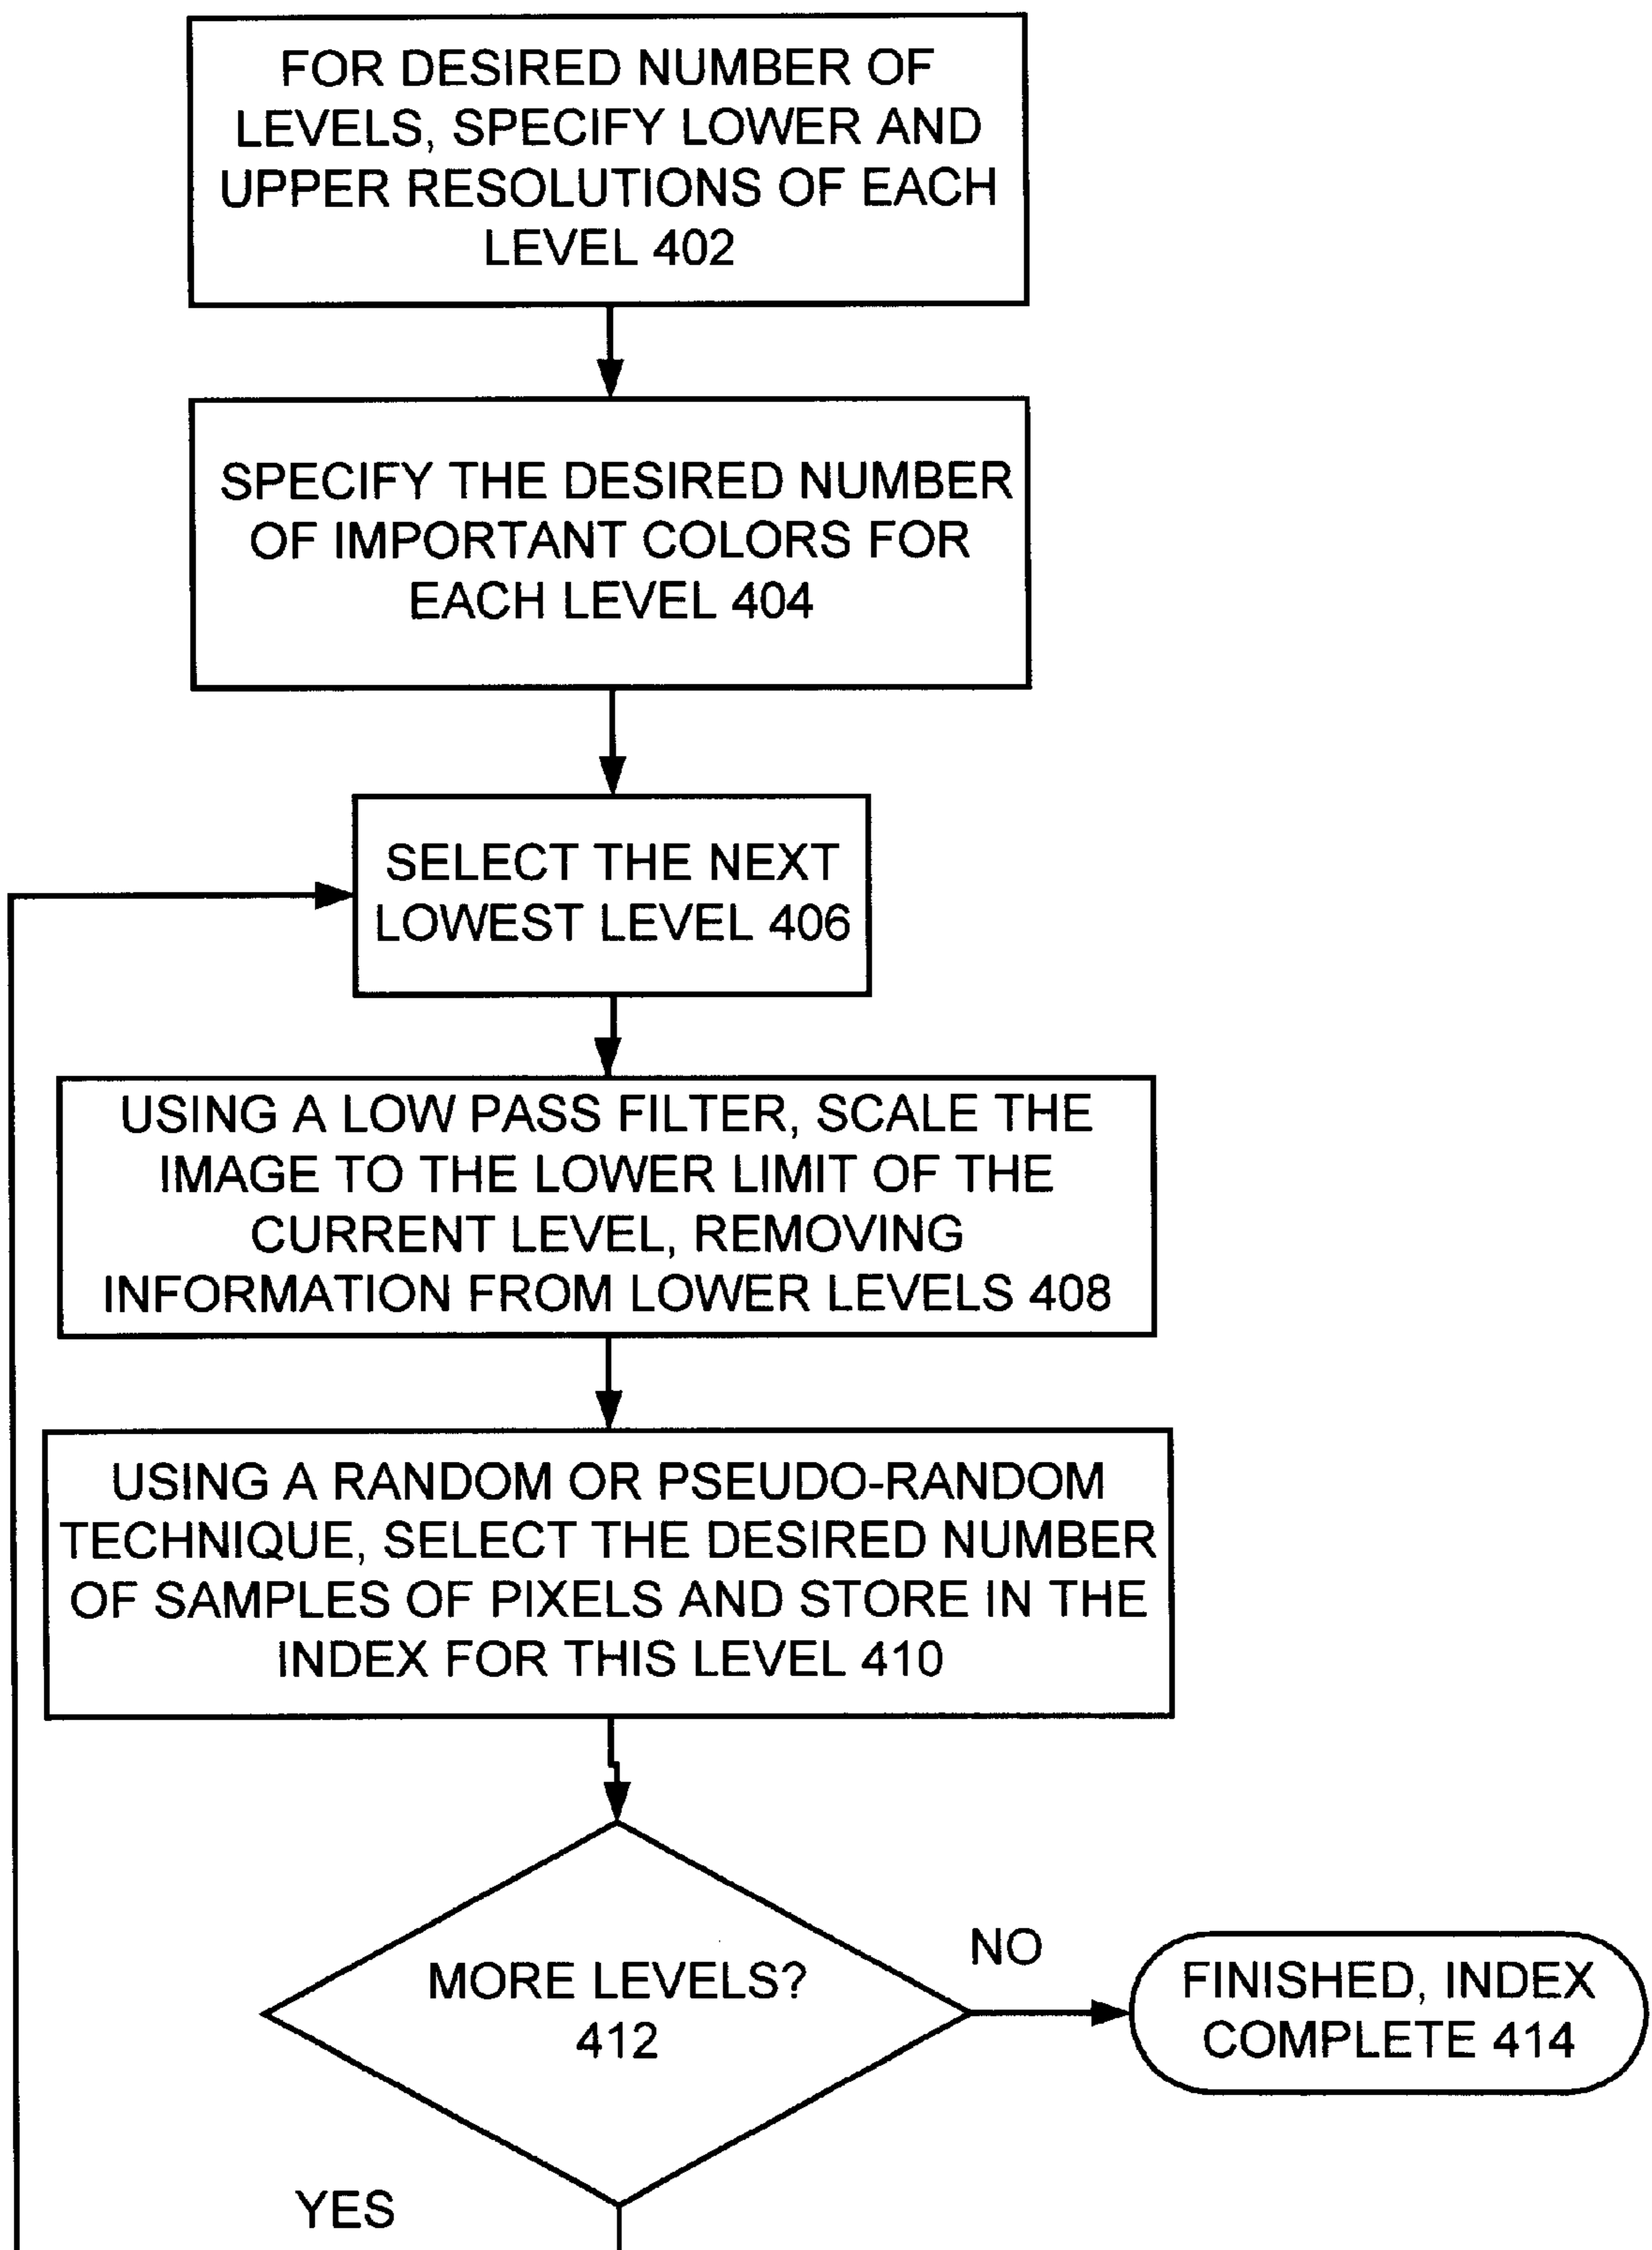 FOR DESIRED NUMBER OF
LEVELS, SPECIFY LOWER AND
UPPER RESOLUTIONS OF EACH
LEVEL 402
SPECIFY THE DESIRED NUMBER
OF IMPORTANT COLORS FOR
EACH LEVEL 404
SELECT THE NEXT
LOWEST LEVEL 406
USING A LOW PASS FILTER, SCALE THE
IMAGE TO THE LOWER LIMIT OF THE
CURRENT LEVEL, REMOVING
INFORMATION FROM LOWER LEVELS 408
USING A RANDOM OR PSEUDO-RANDOM
TECHNIQUE, SELECT THE DESIRED NUMBER
OF SAMPLES OF PIXELS AND STORE IN THE
INDEX FOR THIS LEVEL 410
MORE LEVELS?
412
NO
FINISHED, INDEX
COMPLETE 414
YES